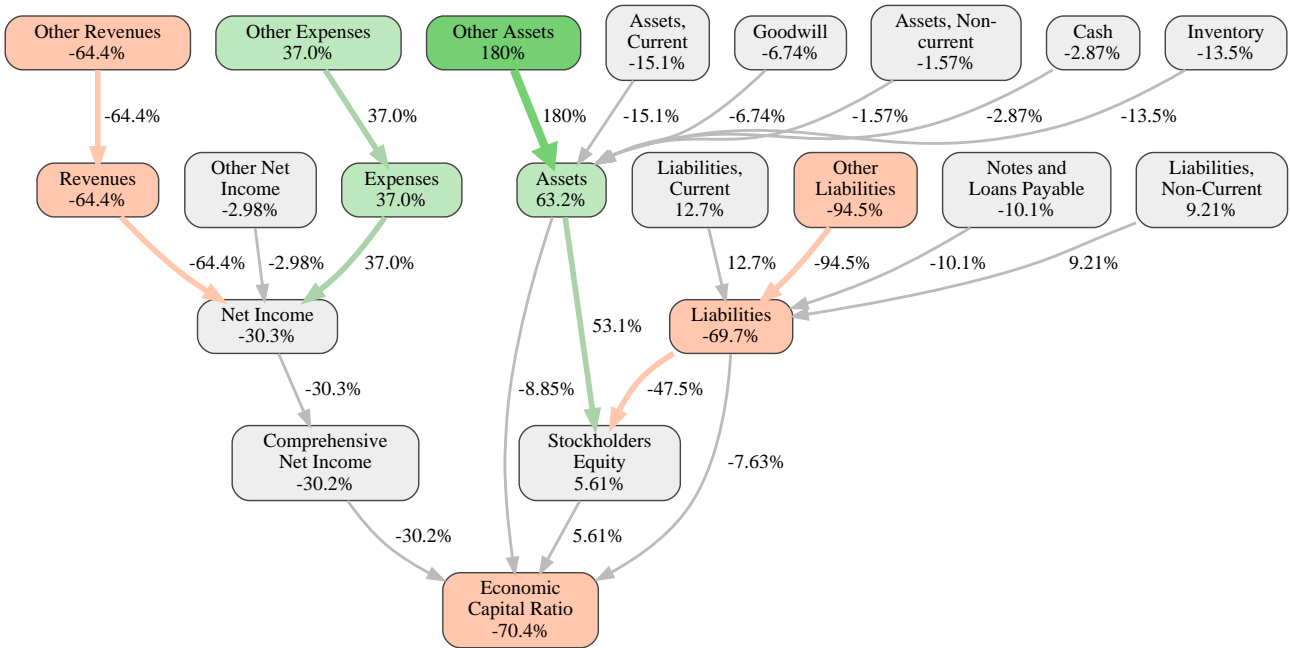 Other Revenues
-64.4%
Other Expenses
37.0%
Other Assets
180%
Assets,
Current
-15.1%
Goodwill
-6.74%
Assets, Non-
current
-1.57%
Cash
-2.87%
Inventory
-13.5%
-64.4%
37.0%
180%
-15.1%
-6.74%
-1.57%
-2.87%
-13.5%
Revenues
-64.4%
Other Net
Income
-2.98%
Expenses
37.0%
Assets
63.2%
Liabilities,
Current
12.7%
Other
Liabilities
-94.5%
Notes and
Loans Payable
-10.1%
Liabilities,
Non-Current
9.21%
-64.4%
-2.98%
37.0%
12.7%
-94.5%
-10.1%
9.21%
Net Income
-30.3%
53.1%
Liabilities
-69.7%
-30.3%
-8.85%
-47.5%
Comprehensive
Net Income
-30.2%
Stockholders
Equity
5.61%
-7.63%
-30.2%
5.61%
Economic
Capital Ratio
-70.4%